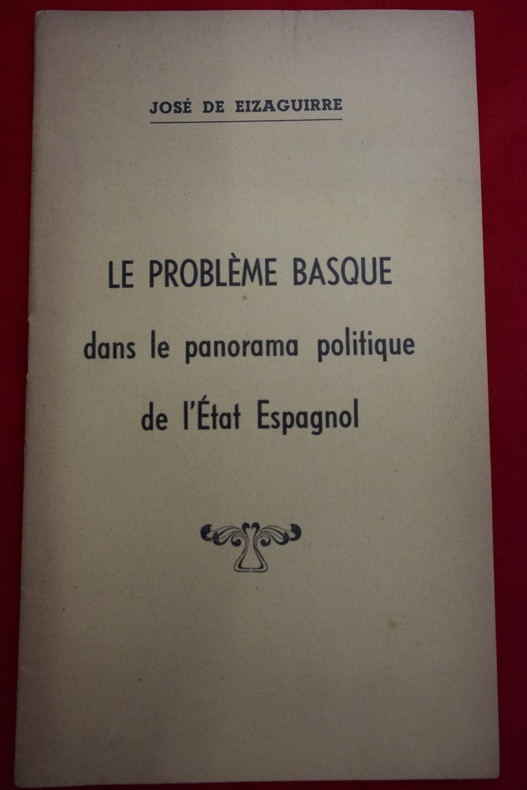 JOSÉ DE EIZAGUIRRE
LE PROBLÈME BASQUE
dans le panorama politique
de l'État Espagnol